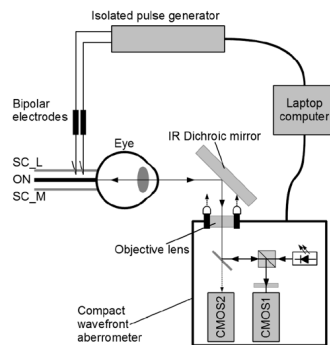 Isolated pulse generator
Bipolar
electrodes
Eye
IR Dichroic mirror
Laptop
computer
SC_L
ON
SC_M
Objective lens
Compact
wavefront
aberrometer
CMOS2
CMOS1